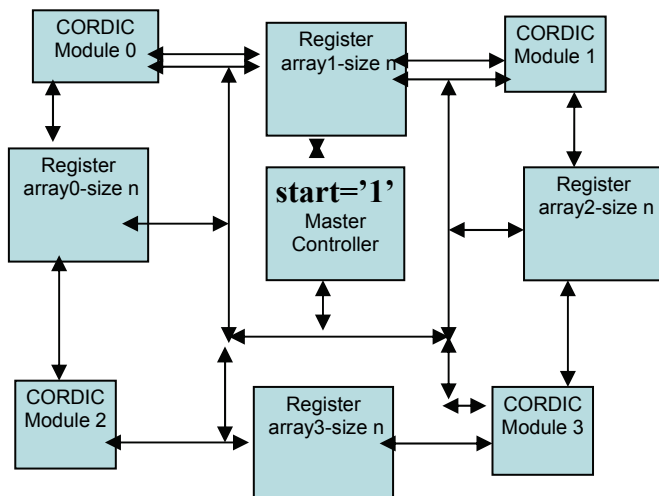 CORDIC
Module 0
Register
array1-size n
CORDIC
Module 1
Register
array0-size n
start='1'
Master
Controller
Register
array2-size n
CORDIC
Module 2
Register
array3-size n
CORDIC
Module 3